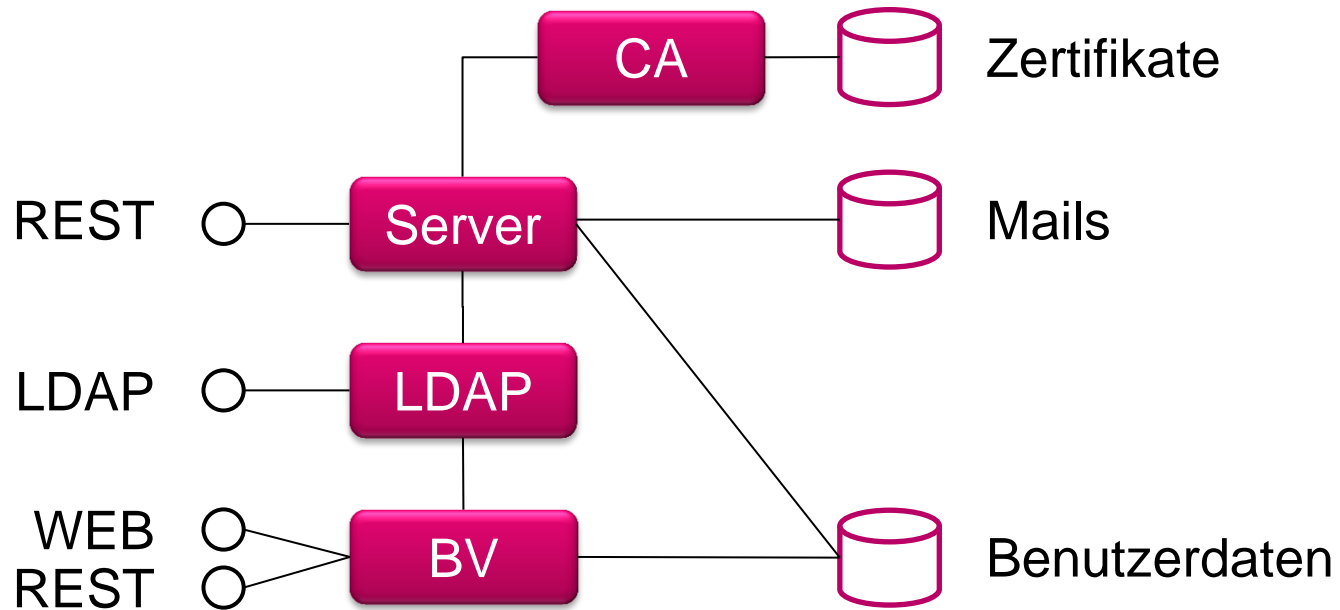 CA
Zertifikate
REST
Server
Mails
LDAP
LDAP
WEB
REST
BV
Benutzerdaten